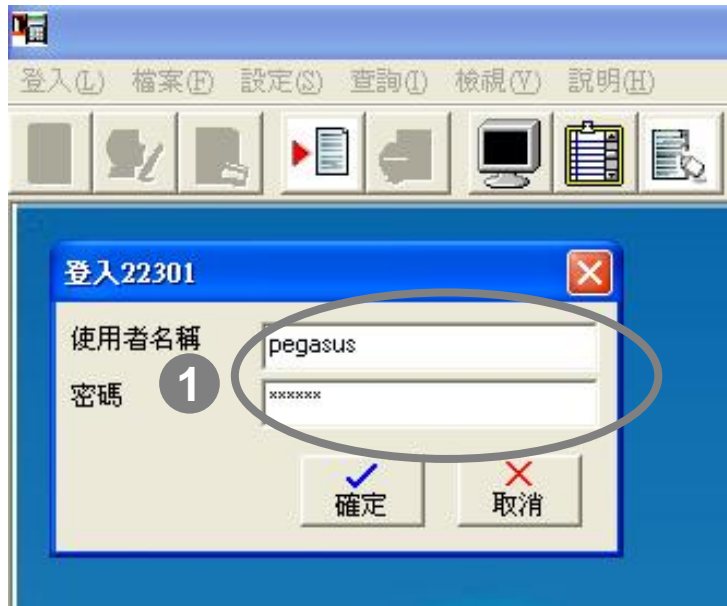 登入(L) 檔案(F) 設定(S) 查詢(I) 檢視(V) 說明(H)
登入22301
使用者名稱 pegasus
1
密碼 ××××××
確定 取消